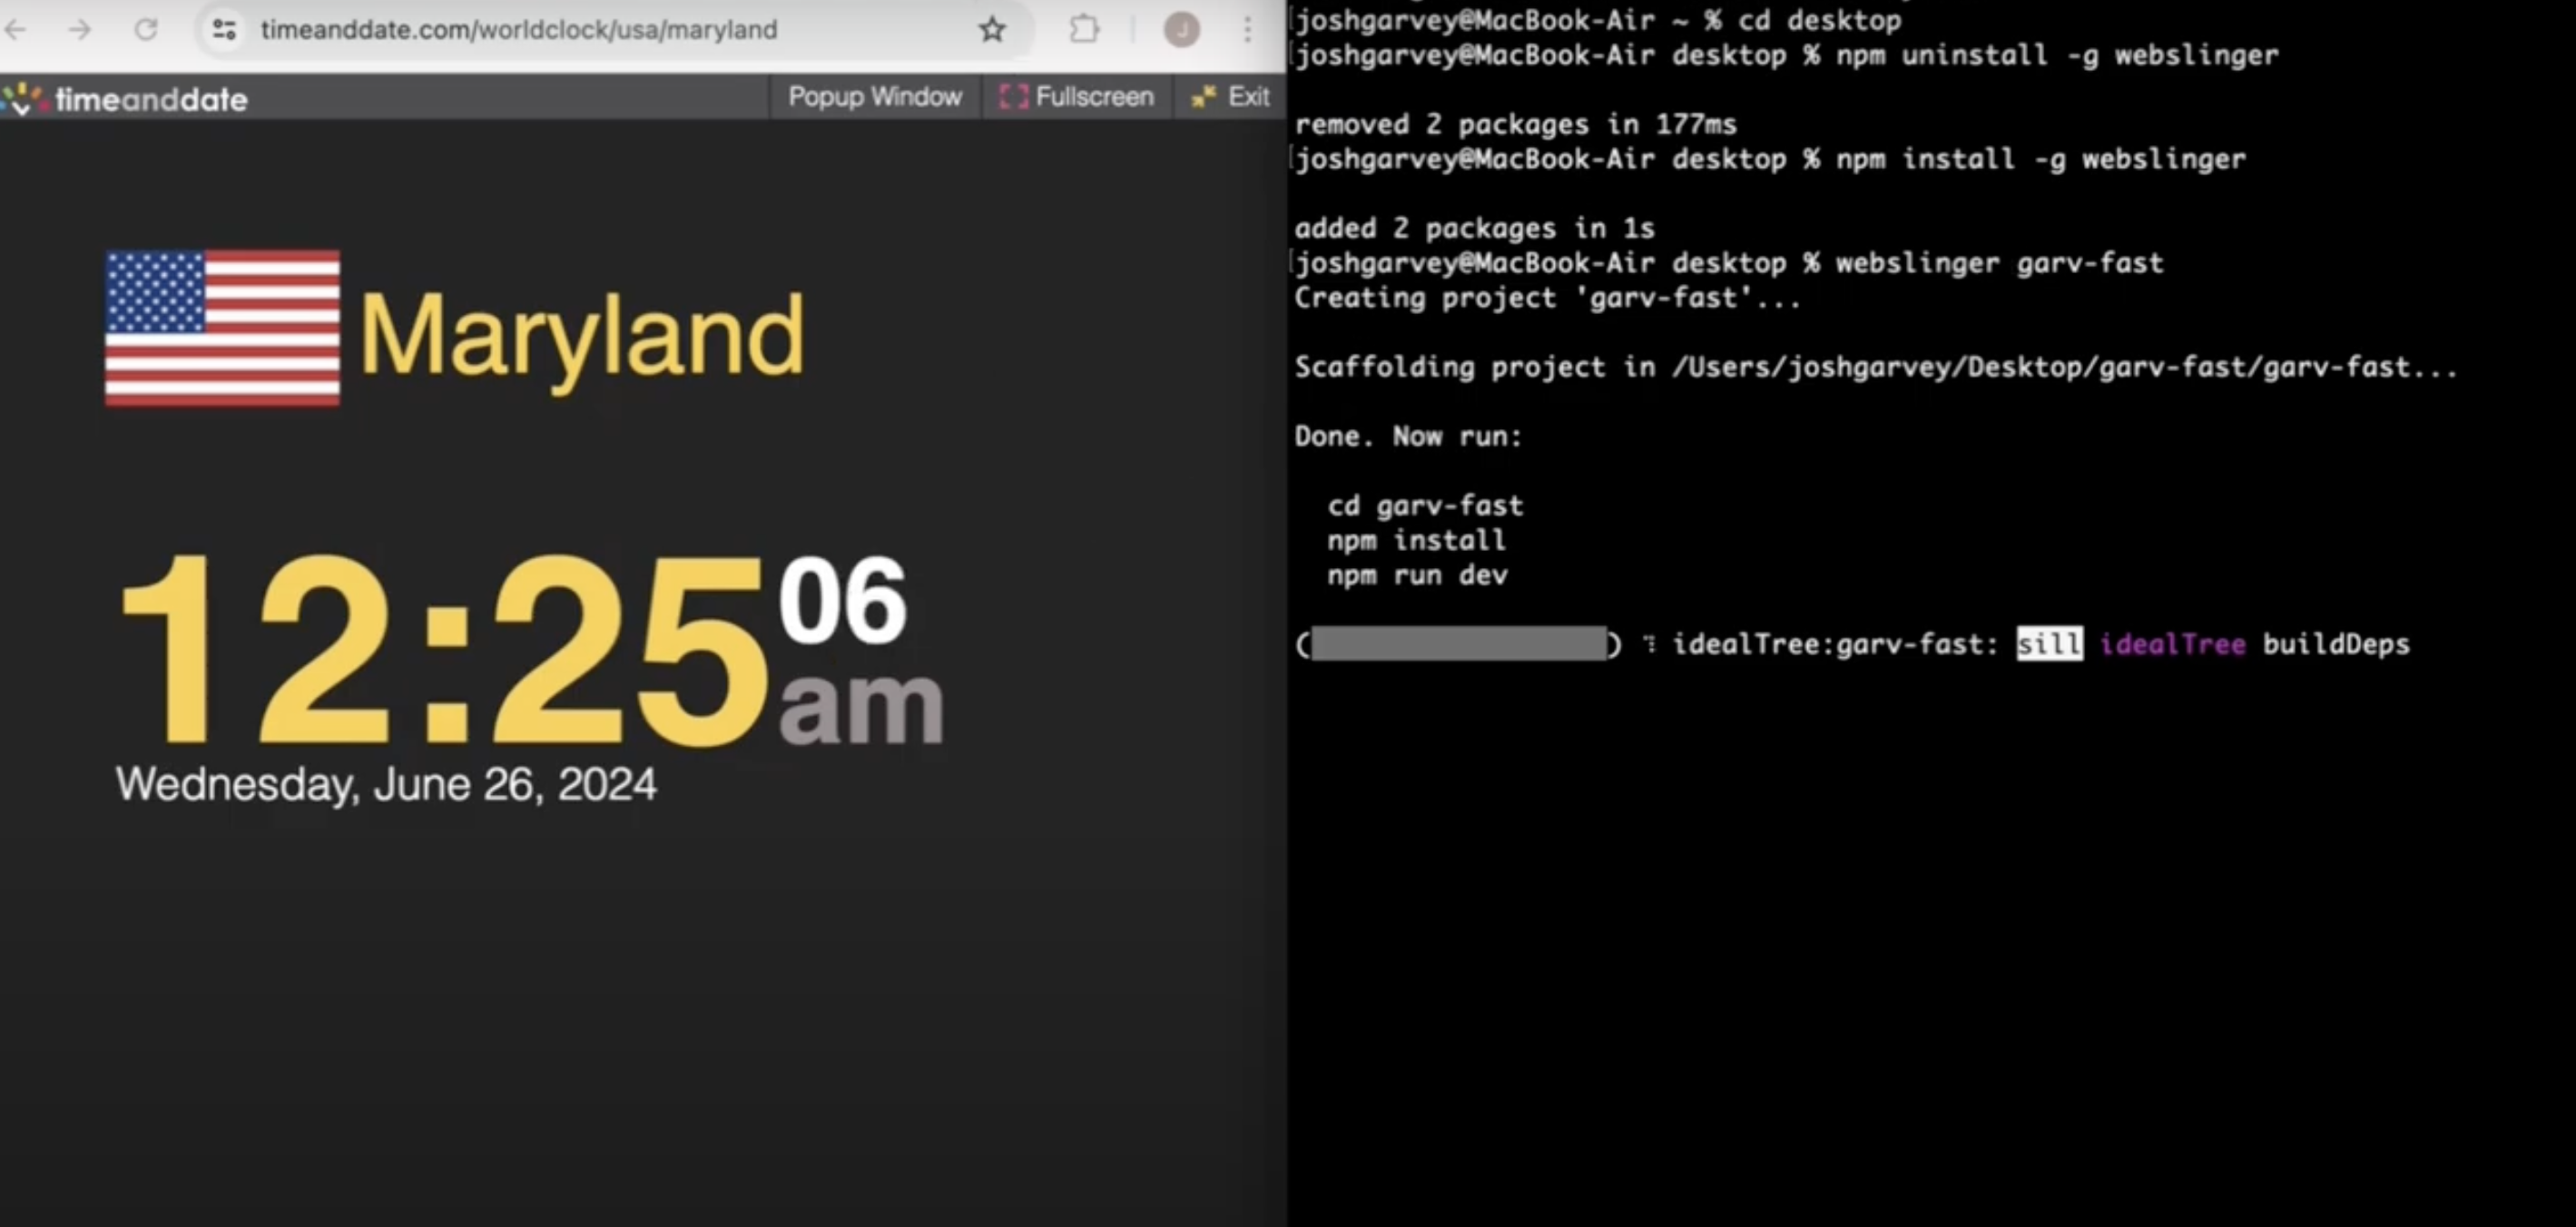 timeanddate.com/worldclock/usa/maryland
J
timeanddate
Popup Window
Fullscreen
Exit
Maryland
12:25
06
am
Wednesday, June 26, 2024
joshgarvey@MacBook-Air ~ % cd desktop
joshgarvey@MacBook-Air desktop % npm uninstall -g webslinger
removed 2 packages in 177ms
joshgarvey@MacBook-Air desktop % npm install -g webslinger
added 2 packages in 1s
joshgarvey@MacBook-Air desktop % webslinger garv-fast
Creating project 'garv-fast'...
Scaffolding project in /Users/joshgarvey/Desktop/garv-fast/garv-fast...
Done. Now run:
cd garv-fast
npm install
npm run dev
( ) ⠹ idealTree:garv-fast: sill idealTree buildDeps